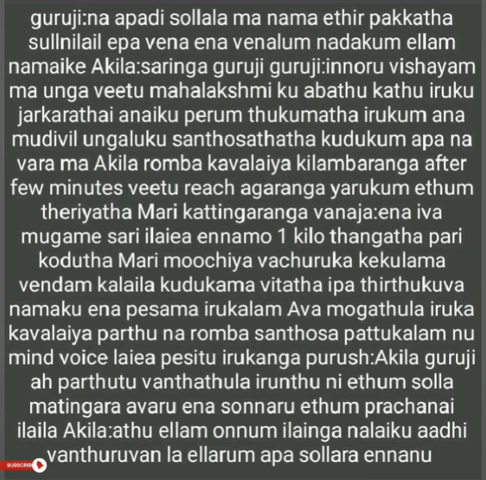 guruji:na apadi sollala ma nama ethir pakkatha
sullnilail epa vena ena venalum nadakum ellam
namaike Akila:saringa guruji guruji:innoru vishayam
ma unga veetu mahalakshmi ku abathu kathu iruku
jarkarathai anaiku perum thukumatha irukum ana
mudivil ungaluku santhosathatha kudukum apa na
vara ma Akila romba kavalaiya kilambaranga after
few minutes veetu reach agaranga yarukum ethum
theriyatha Mari kattingaranga vanaja:ena iva
mugame sari ilaiea ennamo 1 kilo thangatha pari
kodutha Mari moochiya vachuruka kekulama
vendam kalaila kudukama vitatha ipa thirthukuva
namaku ena pesama irukalam Ava mogathula iruka
kavalaiya parthu na romba santhosa pattukalam nu
mind voice laiea pesitu irukanga purush:Akila guruji
ah parthutu vanthathula irunthu ni ethum solla
matingara avaru ena sonnaru ethum prachanai
ilaila Akila:athu ellam onnum ilainga nalaiku aadhi
vanthuruvan la ellarum apa sollara ennanu
SUBSCRIBE